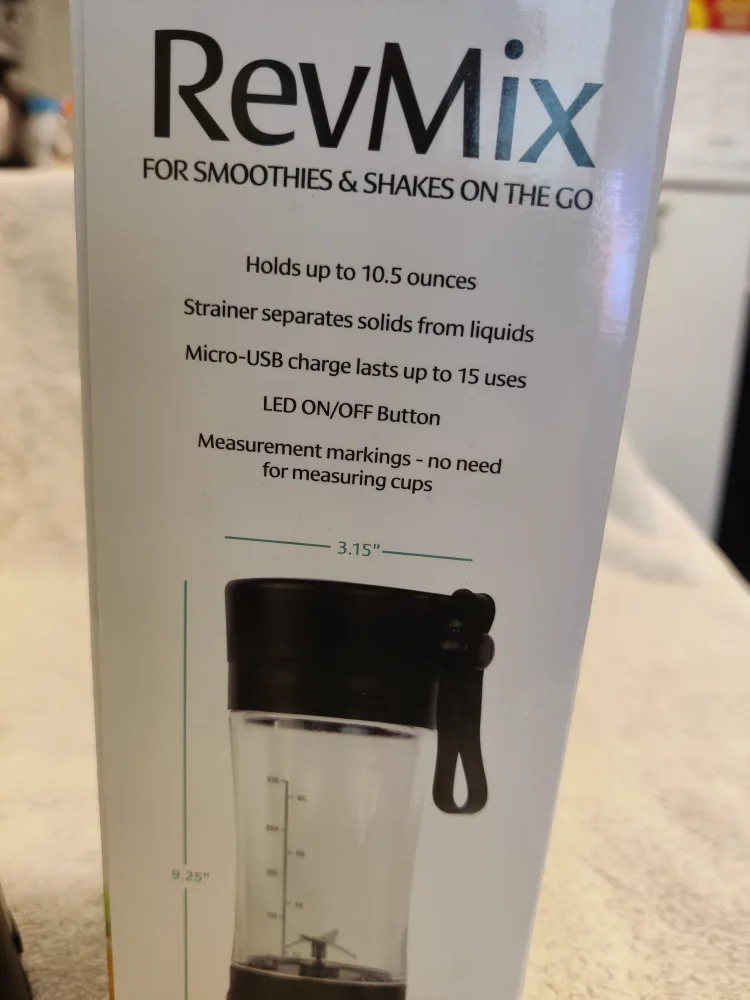 RevMix
FOR SMOOTHIES & SHAKES ON THE GO
Holds up to 10.5 ounces
Strainer separates solids from liquids
Micro-USB charge lasts up to 15 uses
LED ON/OFF Button
Measurement markings - no need
for measuring cups
3.15"
9.25"